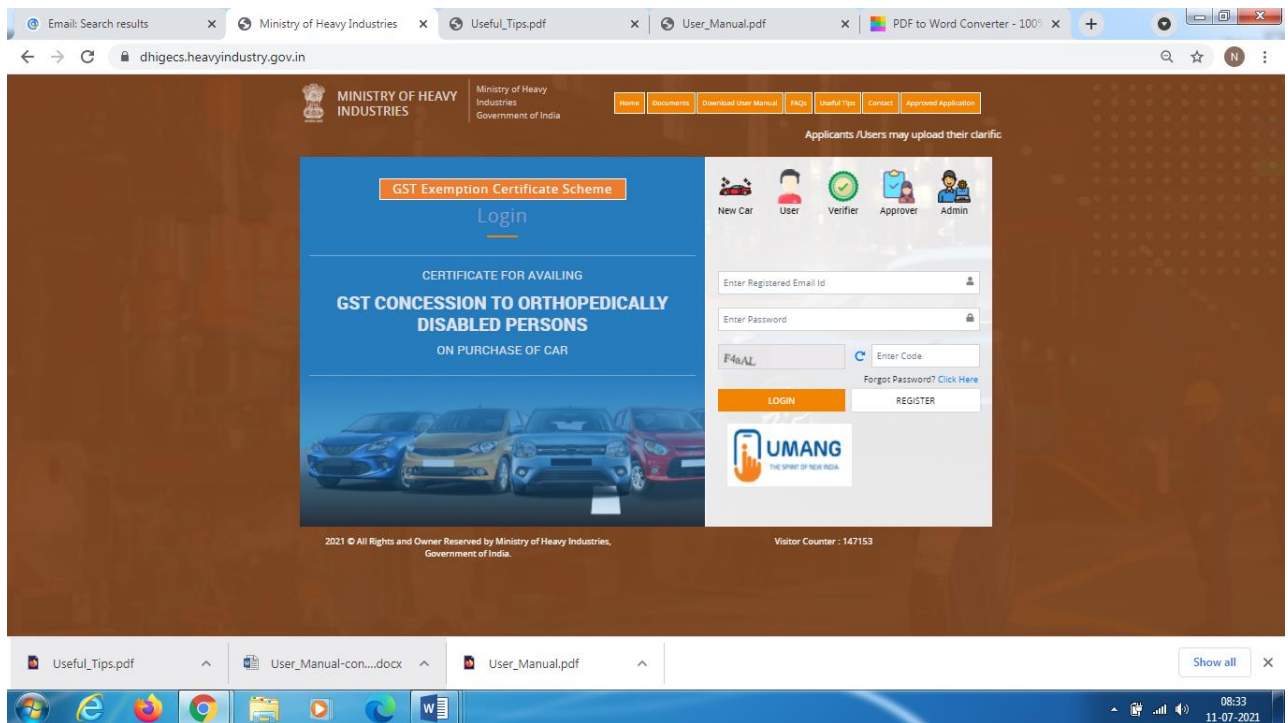 Email: Search results
Ministry of Heavy Industries
Useful_Tips.pdf
User_Manual.pdf
PDF to Word Converter - 100%
N
dhigecs.heavyindustry.gov.in
MINISTRY OF HEAVY
INDUSTRIES
Ministry of Heavy
Industries
Government of India
Home
Documents
Download User Manual
FAQs
Useful Tips
Contact
Approved Application
Applicants /Users may upload their clarific
GST Exemption Certificate Scheme
Login
CERTIFICATE FOR AVAILING
GST CONCESSION TO ORTHOPEDICALLY
DISABLED PERSONS
ON PURCHASE OF CAR
New Car
User
Verifier
Approver
Admin
Enter Registered Email Id
Enter Password
F4aAL
Enter Code
Forgot Password? Click Here
LOGIN
REGISTER
UMANG
THE SPIRIT OF NEW INDIA
2021 © All Rights and Owner Reserved by Ministry of Heavy Industries,
Government of India.
Visitor Counter : 147153
Useful_Tips.pdf
User_Manual-con....docx
User_Manual.pdf
Show all
08:33
11-07-2021